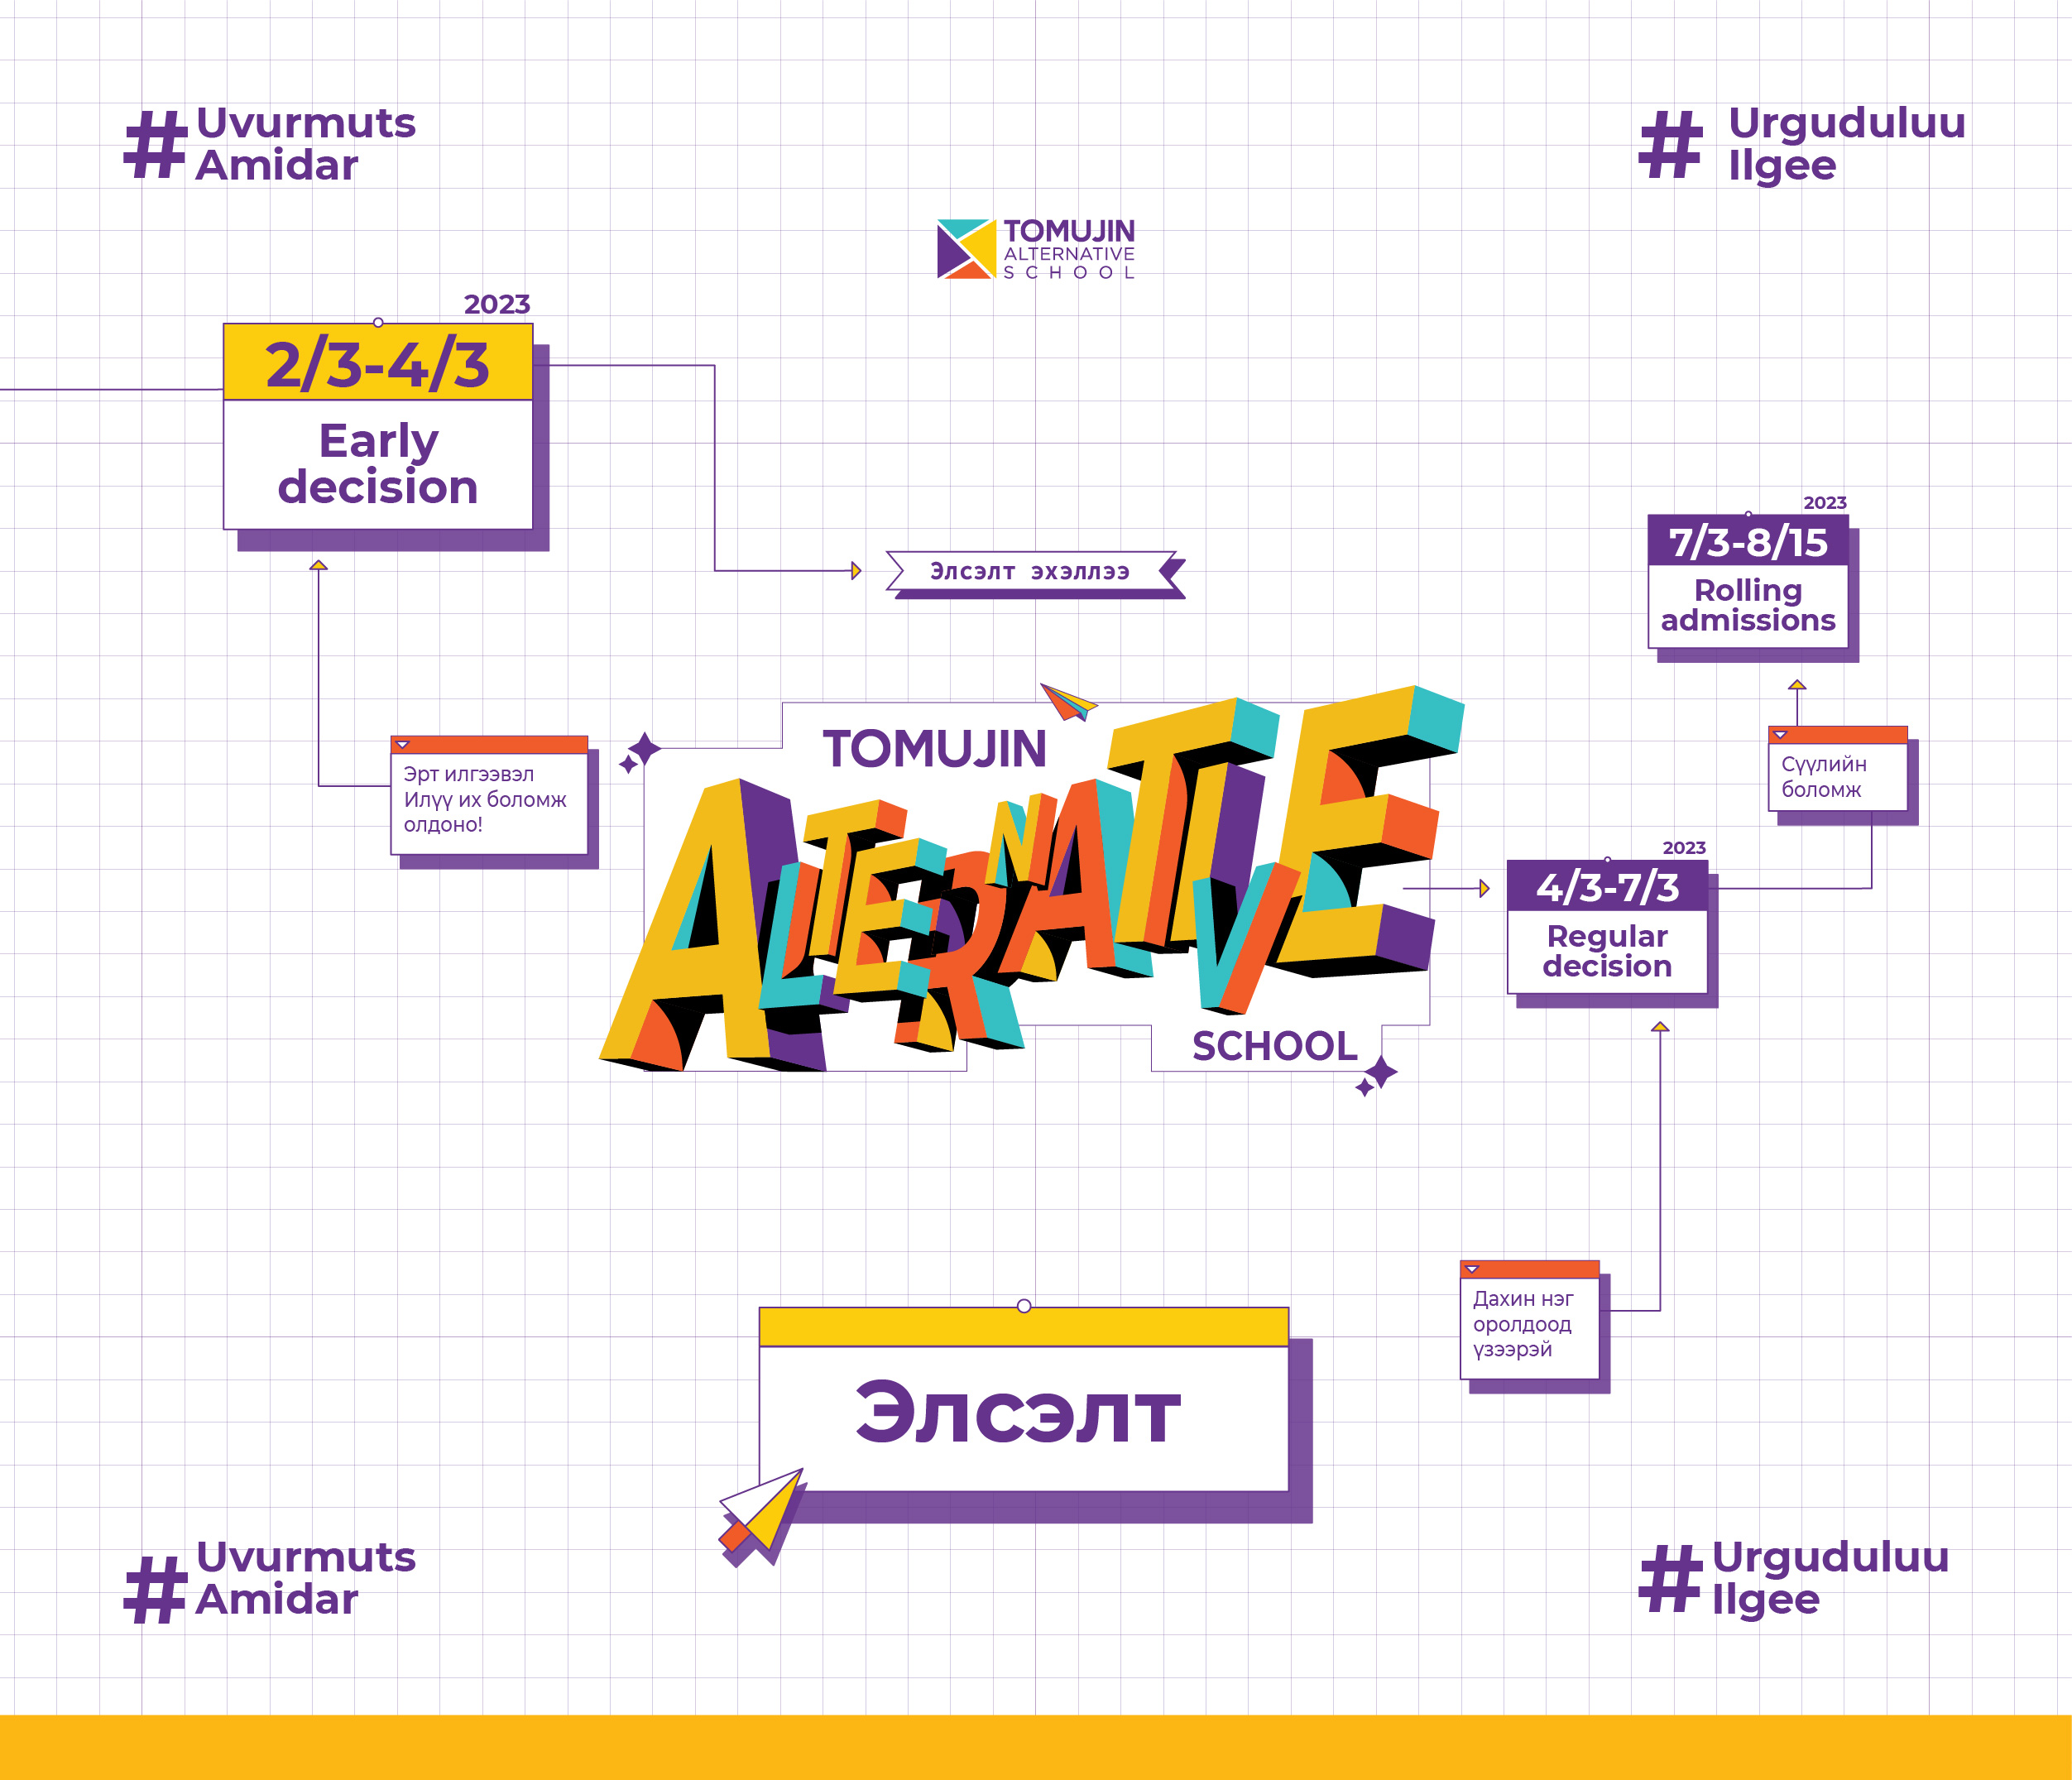 # Uvurmuts
Amidar
# Urguduluu
Ilgee
TOMUJIN
ALTERNATIVE
SCHOOL
2023
2/3-4/3
Early
decision
Элсэлт эхэллээ
2023
7/3-8/15
Rolling
admissions
Эрт илгээвэл
Илүү их боломж
олдоно!
TOMUJIN
ALTERNATIVE
SCHOOL
Сүүлийн
боломж
2023
4/3-7/3
Regular
decision
Дахин нэг
оролдоод
үзээрэй
Элсэлт
# Uvurmuts
Amidar
# Urguduluu
Ilgee